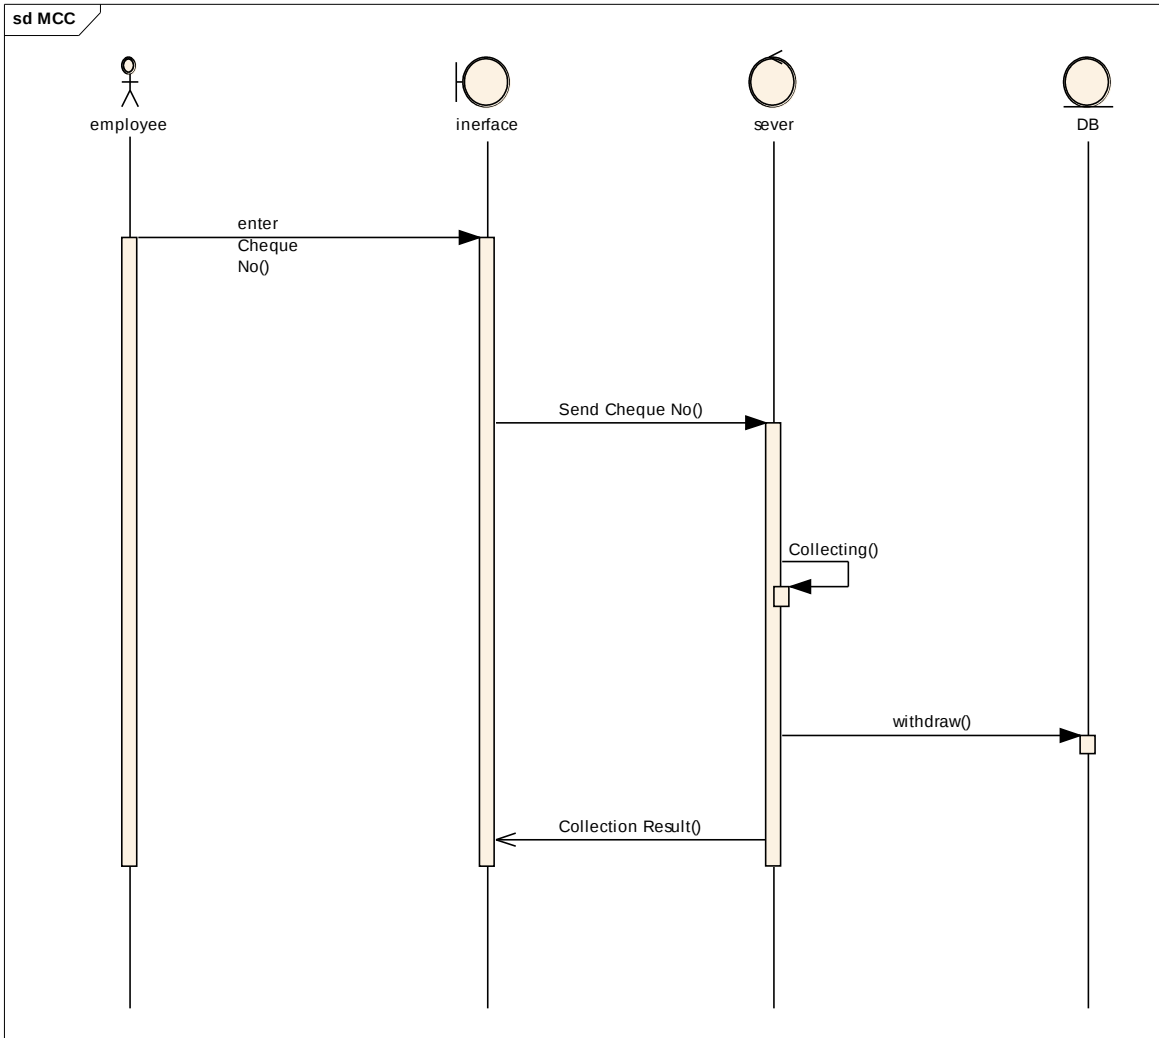 sd MCC
employee
inerface
sever
DB
enter
Cheque
No()
Send Cheque No()
Collecting()
withdraw()
Collection Result()